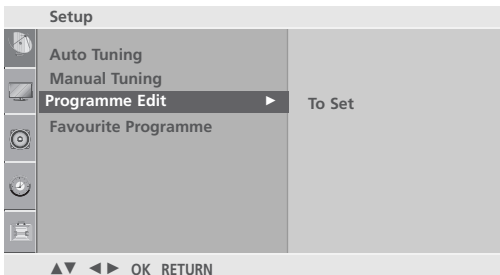 Setup
Auto Tuning
Manual Tuning
Programme Edit ►
To Set
Favourite Programme
▲▼ ◄► OK RETURN